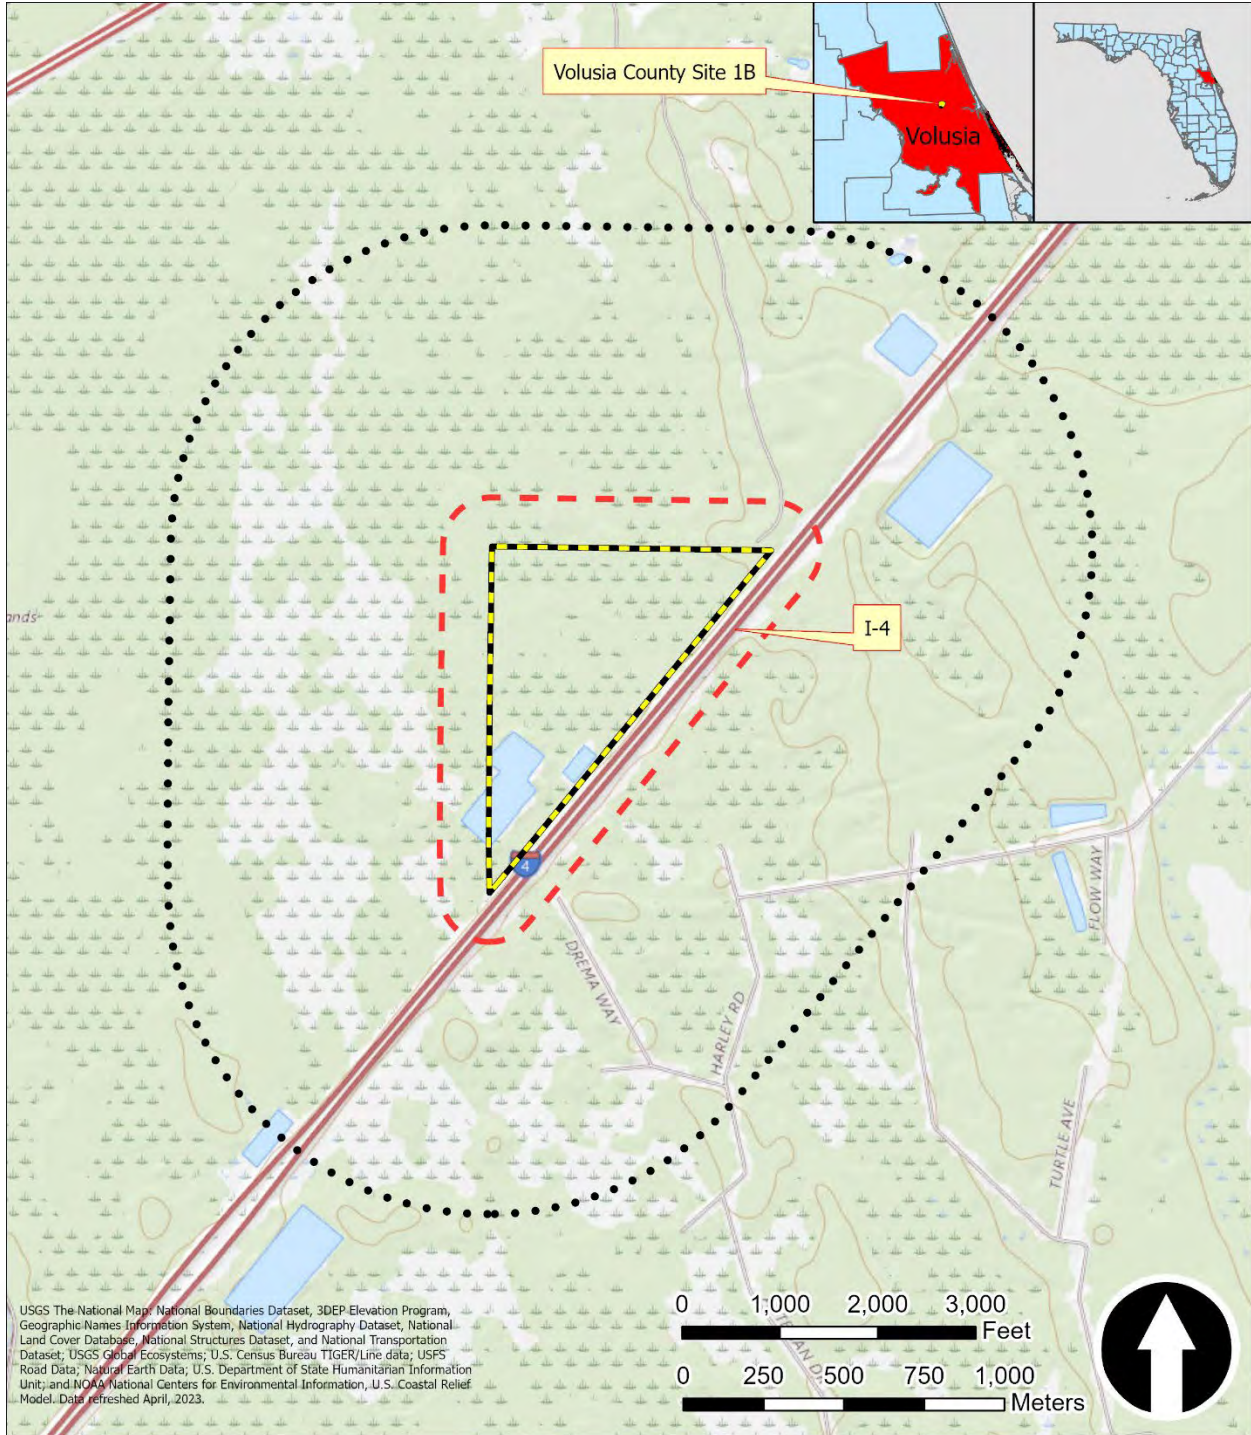 Volusia County Site 1B
Volusia
ands
I-4
4
FLOW WAY
DREMA WAY
HARLEY RD
TURTLE AVE
USGS The National Map: National Boundaries Dataset, 3DEP Elevation Program,
Geographic Names Information System, National Hydrography Dataset, National
Land Cover Database, National Structures Dataset, and National Transportation
Dataset; USGS Global Ecosystems; U.S. Census Bureau TIGER/Line data; USFS
Road Data; Natural Earth Data; U.S. Department of State Humanitarian Information
Unit; and NOAA National Centers for Environmental Information, U.S. Coastal Relief
Model. Data refreshed April, 2023.
0 1,000 2,000 3,000
Feet
0 250 500 750 1,000
Meters